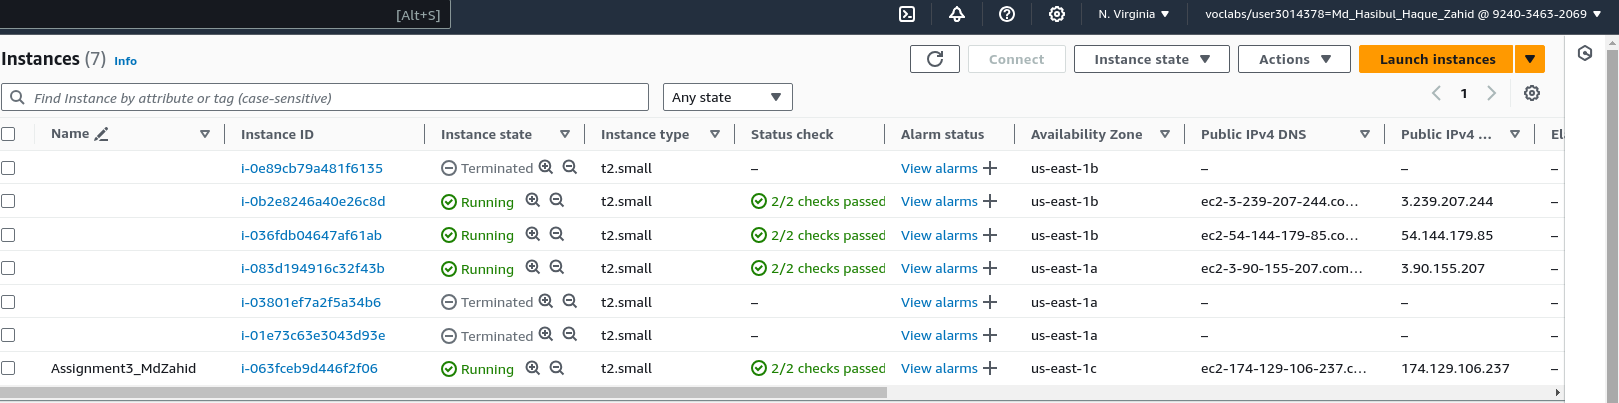 [Alt+S] N. Virginia voclabs/user3014378=Md_Hasibul_Haque_Zahid @ 9240-3463-2069
Instances (7) Info Connect Instance state Actions Launch instances
Find Instance by attribute or tag (case-sensitive) Any state 1
Name Instance ID Instance state Instance type Status check Alarm status Availability Zone Public IPv4 DNS Public IPv4 ... Ela
i-0e89cb79a481f6135 Terminated t2.small – View alarms us-east-1b – – –
i-0b2e8246a40e26c8d Running t2.small 2/2 checks passed View alarms us-east-1b ec2-3-239-207-244.co... 3.239.207.244 –
i-036fdb04647af61ab Running t2.small 2/2 checks passed View alarms us-east-1b ec2-54-144-179-85.co... 54.144.179.85 –
i-083d194916c32f43b Running t2.small 2/2 checks passed View alarms us-east-1a ec2-3-90-155-207.com... 3.90.155.207 –
i-03801ef7a2f5a34b6 Terminated t2.small – View alarms us-east-1a – – –
i-01e73c63e3043d93e Terminated t2.small – View alarms us-east-1a – – –
Assignment3_MdZahid i-063fceb9d446f2f06 Running t2.small 2/2 checks passed View alarms us-east-1c ec2-174-129-106-237.c... 174.129.106.237 –